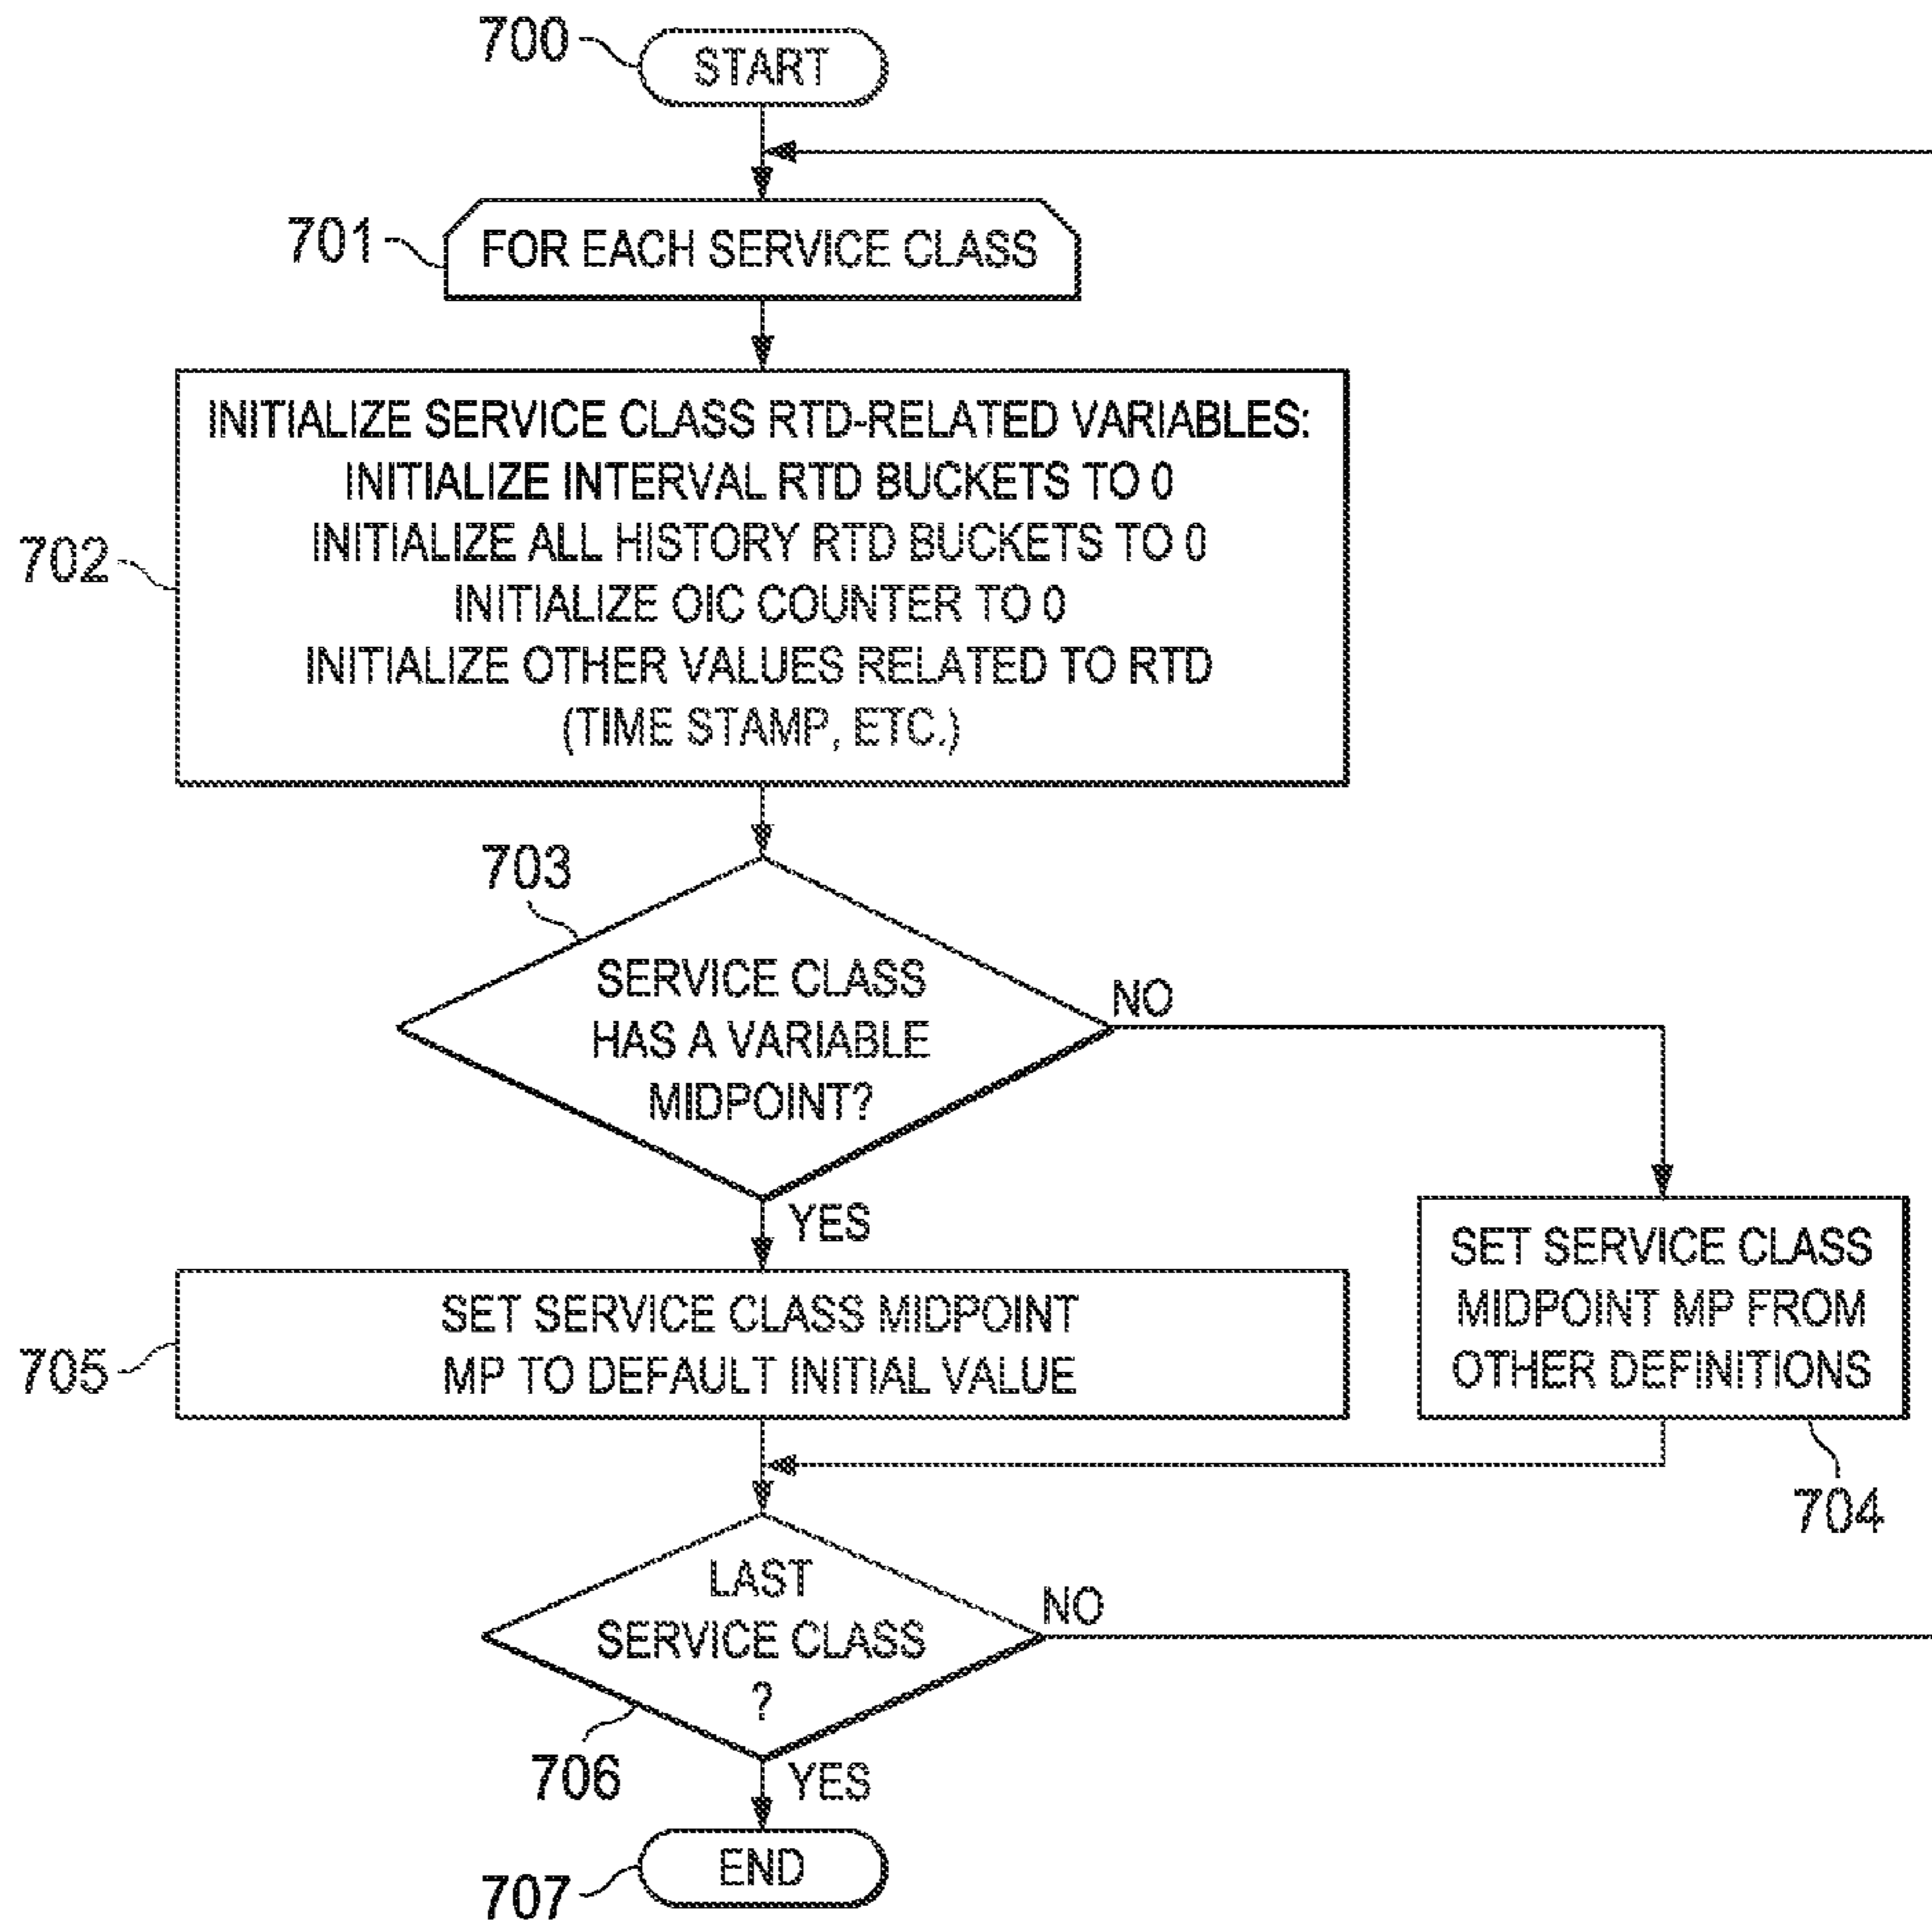 700
START
701
FOR EACH SERVICE CLASS
702
INITIALIZE SERVICE CLASS RTD-RELATED VARIABLES:
INITIALIZE INTERVAL RTD BUCKETS TO 0
INITIALIZE ALL HISTORY RTD BUCKETS TO 0
INITIALIZE OIC COUNTER TO 0
INITIALIZE OTHER VALUES RELATED TO RTD
(TIME STAMP, ETC.)
703
SERVICE CLASS
HAS A VARIABLE
MIDPOINT?
NO
YES
SET SERVICE CLASS
MIDPOINT MP FROM
OTHER DEFINITIONS
704
705
SET SERVICE CLASS MIDPOINT
MP TO DEFAULT INITIAL VALUE
LAST
SERVICE CLASS
?
NO
706
YES
707
END